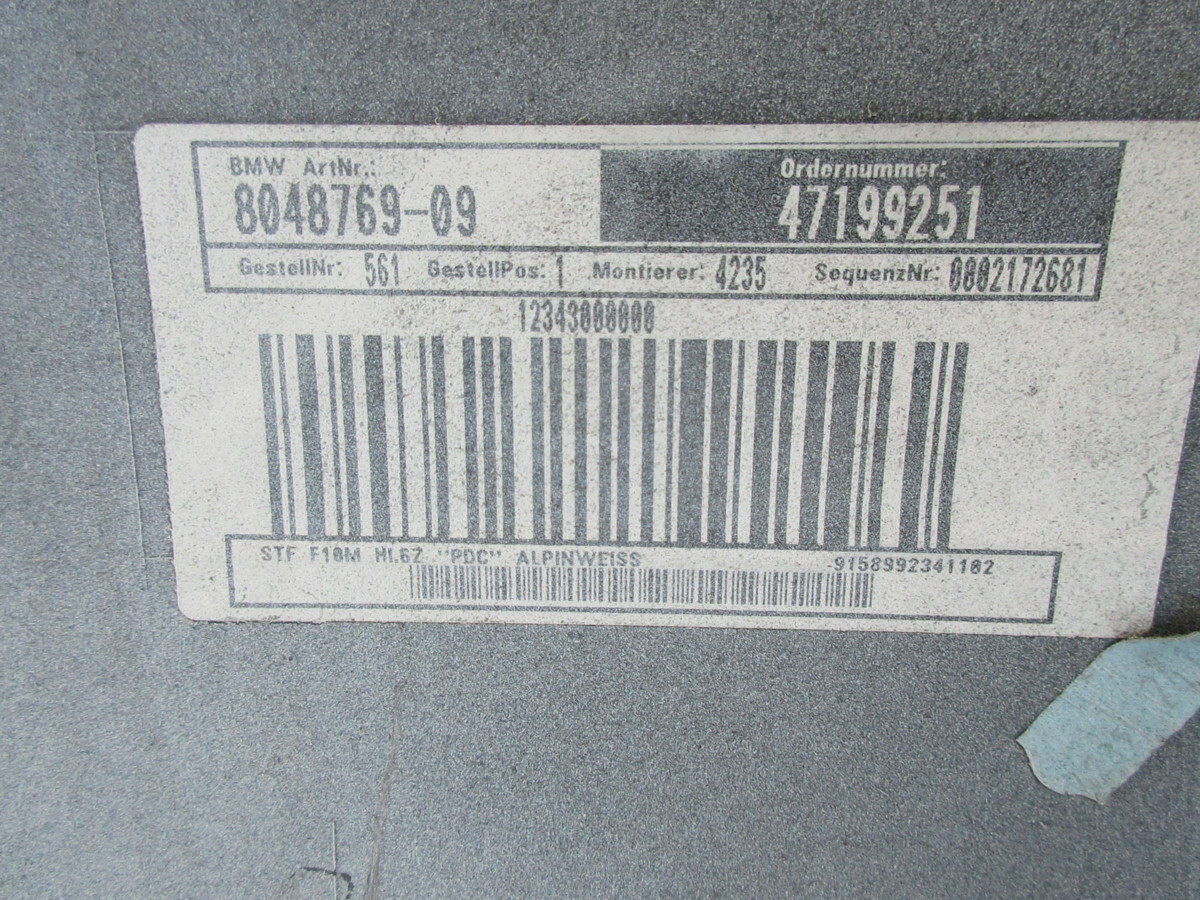 BMW ArtNr.: Ordernummer:
8048769-09 47199251
GestellNr: 561 GestellPos: 1 Montierer: 4235 SequenzNr: 0002172681
12343000000
STF F10M HI.6Z "PDC" ALPINWEISS -9158992341102